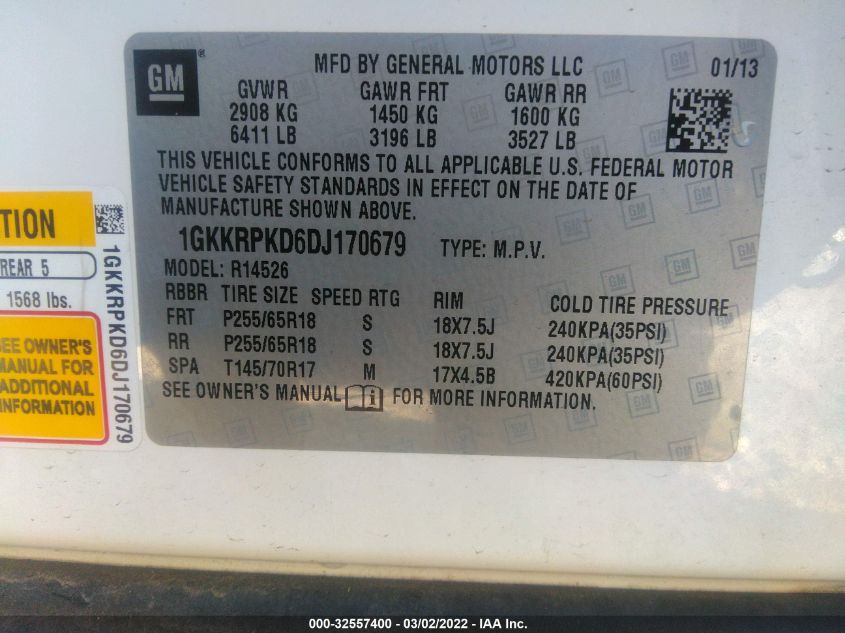 GM
MFD BY GENERAL MOTORS LLC 01/13
GVWR GAWR FRT GAWR RR
2908 KG 1450 KG 1600 KG
6411 LB 3196 LB 3527 LB
THIS VEHICLE CONFORMS TO ALL APPLICABLE U.S. FEDERAL MOTOR
VEHICLE SAFETY STANDARDS IN EFFECT ON THE DATE OF
MANUFACTURE SHOWN ABOVE.
1GKKRPKD6DJ170679 TYPE: M.P.V.
MODEL: R14526
RBBR TIRE SIZE SPEED RTG RIM COLD TIRE PRESSURE
FRT P255/65R18 S 18X7.5J 240KPA(35PSI)
RR P255/65R18 S 18X7.5J 240KPA(35PSI)
SPA T145/70R17 M 17X4.5B 420KPA(60PSI)
SEE OWNER'S MANUAL FOR MORE INFORMATION.
TION
REAR 5
1568 lbs.
SEE OWNER'S
MANUAL FOR
ADDITIONAL
INFORMATION
1GKKRPKD6DJ170679
000-32557400 - 03/02/2022 - IAA Inc.